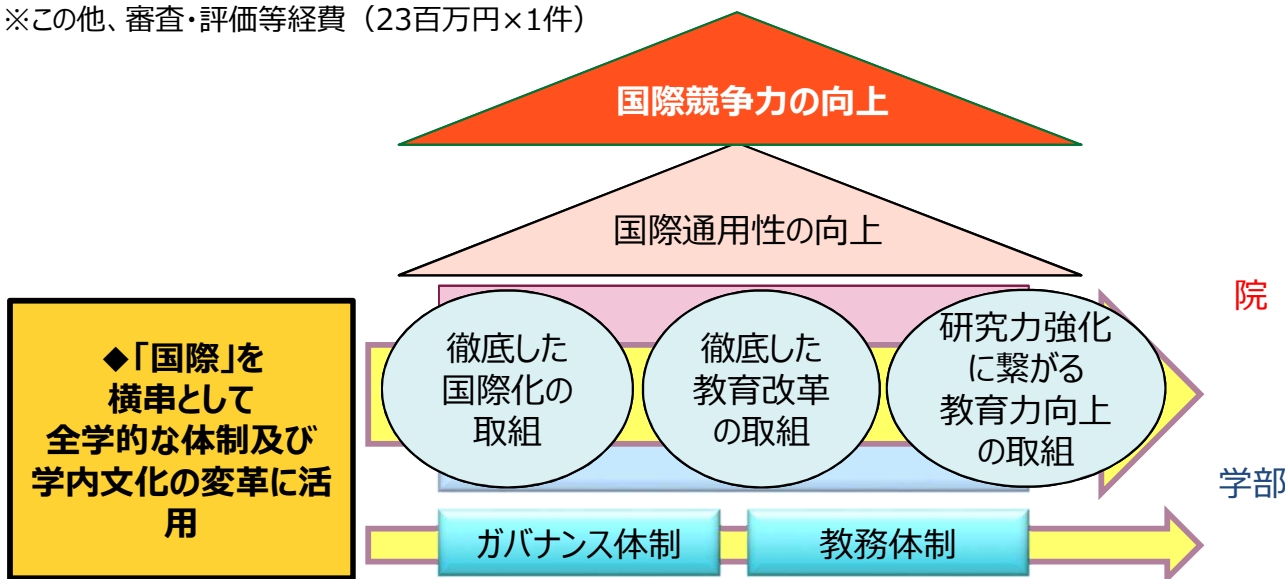 ※この他、審査・評価等経費（23百万円×1件）
国際競争力の向上
国際通用性の向上
院
◆「国際」を
横串として
全学的な体制及び
学内文化の変革に活
用
徹底した
国際化の
取組
徹底した
教育改革
の取組
研究力強化
に繋がる
教育力向上
の取組
学部
ガバナンス体制
教務体制